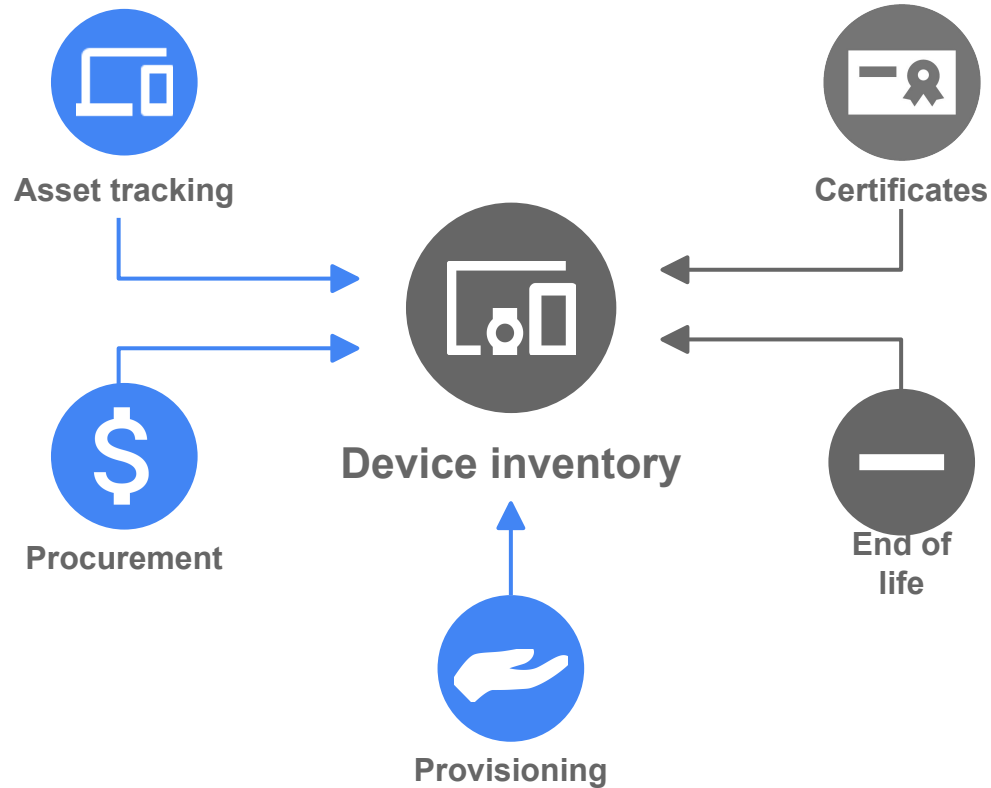 Asset tracking
Certificates
Device inventory
Procurement
End of
life
Provisioning